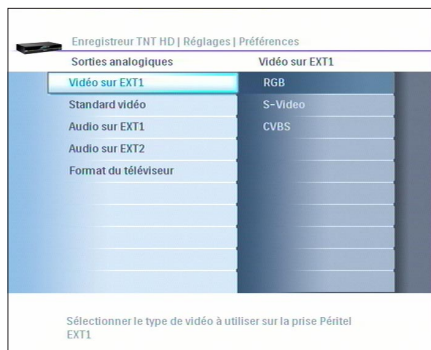 Enregistreur TNT HD | Réglages | Préférences
Sorties analogiques Vidéo sur EXT1
Vidéo sur EXT1 RGB
Standard vidéo S-Video
Audio sur EXT1 CVBS
Audio sur EXT2
Format du téléviseur
Sélectionner le type de vidéo à utiliser sur la prise Péritel
EXT1